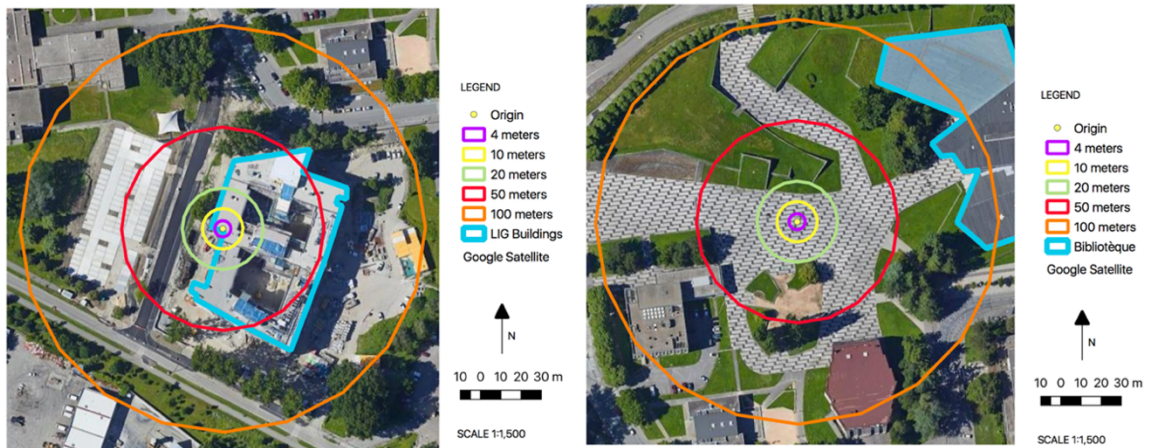 LEGEND
Origin
4 meters
10 meters
20 meters
50 meters
100 meters
LIG Buildings
Google Satellite
N
10 0 10 20 30 m
SCALE 1:1,500
LEGEND
Origin
4 meters
10 meters
20 meters
50 meters
100 meters
Bibliotèque
Google Satellite
N
10 0 10 20 30 m
SCALE 1:1,500